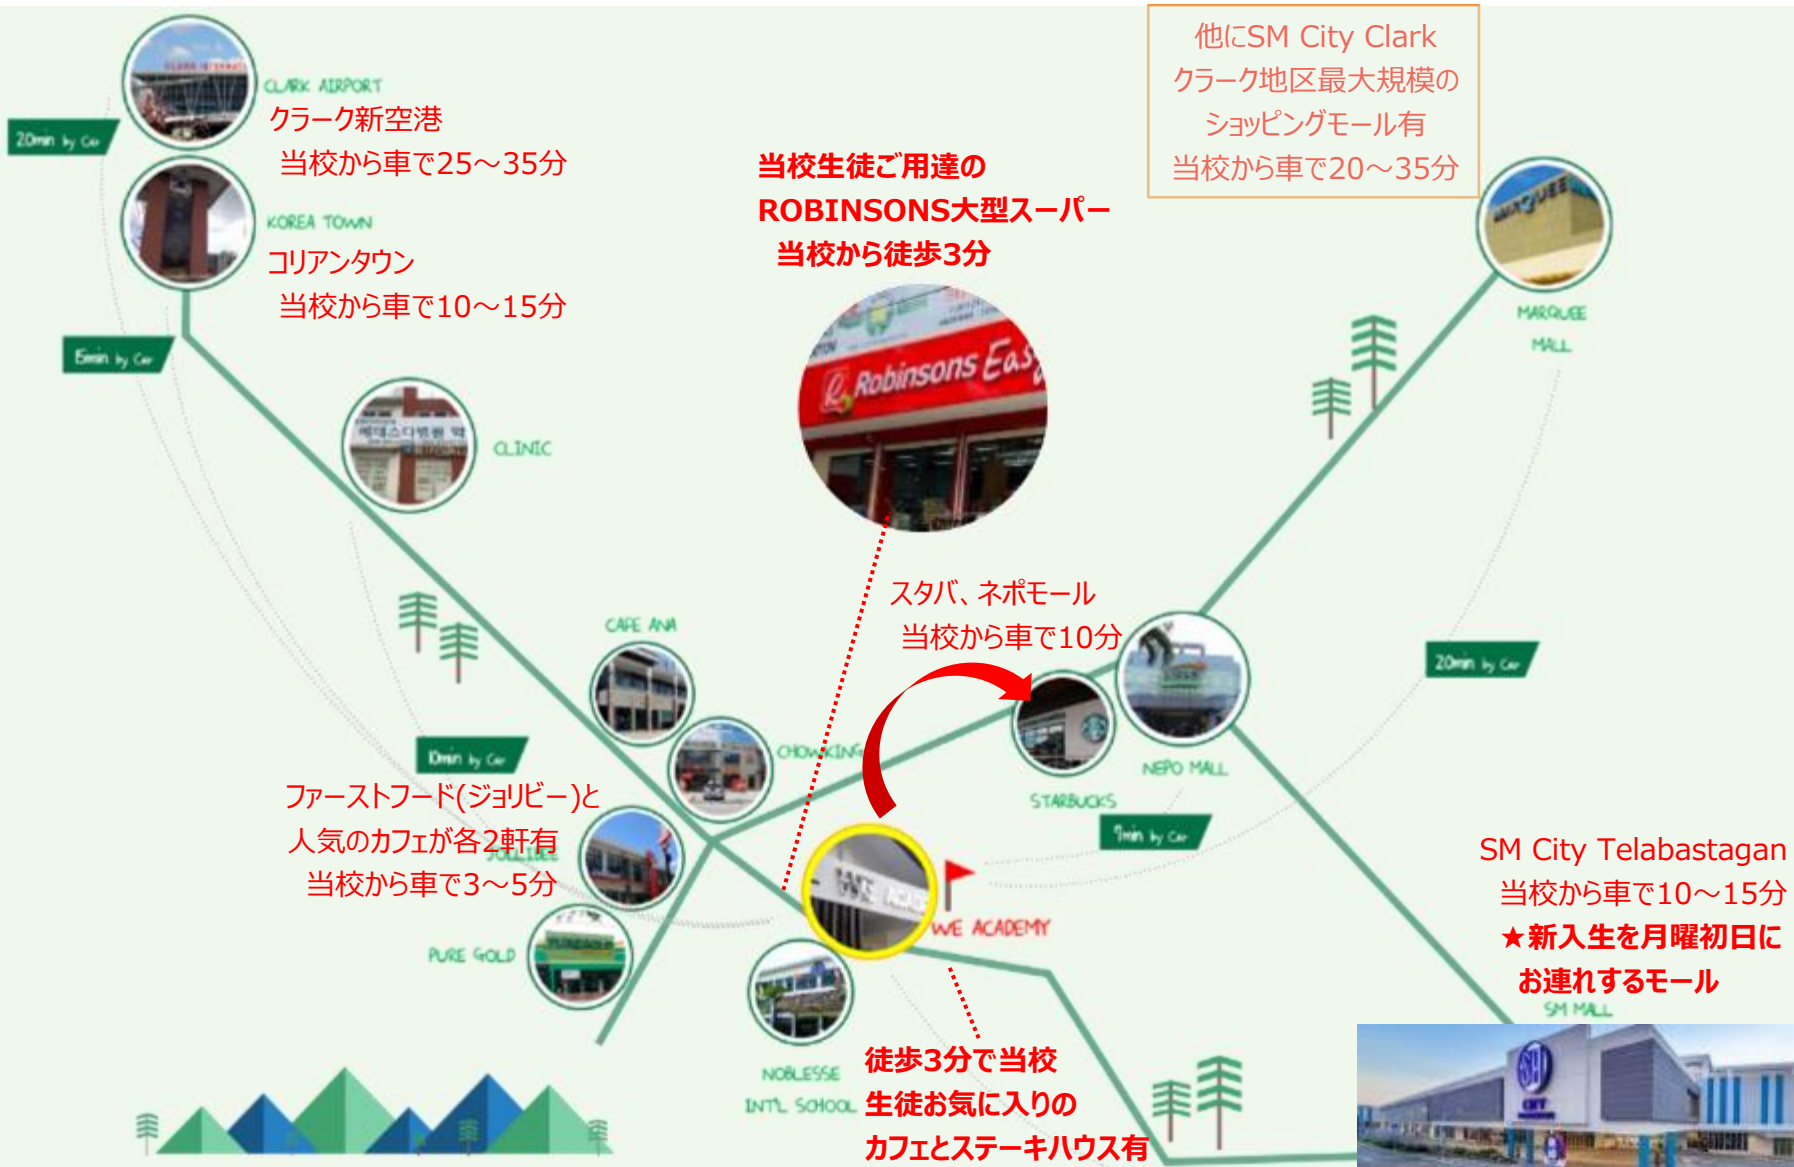 他にSM City Clark
クラーク地区最大規模の
ショッピングモール有
当校から車で20～35分
CLARK AIRPORT
クラーク新空港
当校から車で25～35分
20min by Car
KOREA TOWN
コリアンタウン
当校から車で10～15分
15min by Car
当校生徒ご用達の
ROBINSONS大型スーパー
当校から徒歩3分
Robinsons Easy
MARQUEE
MALL
CLINIC
スタバ、ネポモール
当校から車で10分
CAFE ANA
CHOWKING
10min by Car
NEPO MALL
STARBUCKS
20min by Car
ファーストフード(ジョリビー)と
人気のカフェが各2軒有
JOLLIBEE
当校から車で3～5分
PURE GOLD
WE
WE ACADEMY
min by Car
SM City Telabastagan
当校から車で10～15分
★新入生を月曜初日に
お連れするモール
SM MALL
SM
CITY
NOBLESSE
INT'L SCHOOL
徒歩3分で当校
生徒お気に入りの
カフェとステーキハウス有